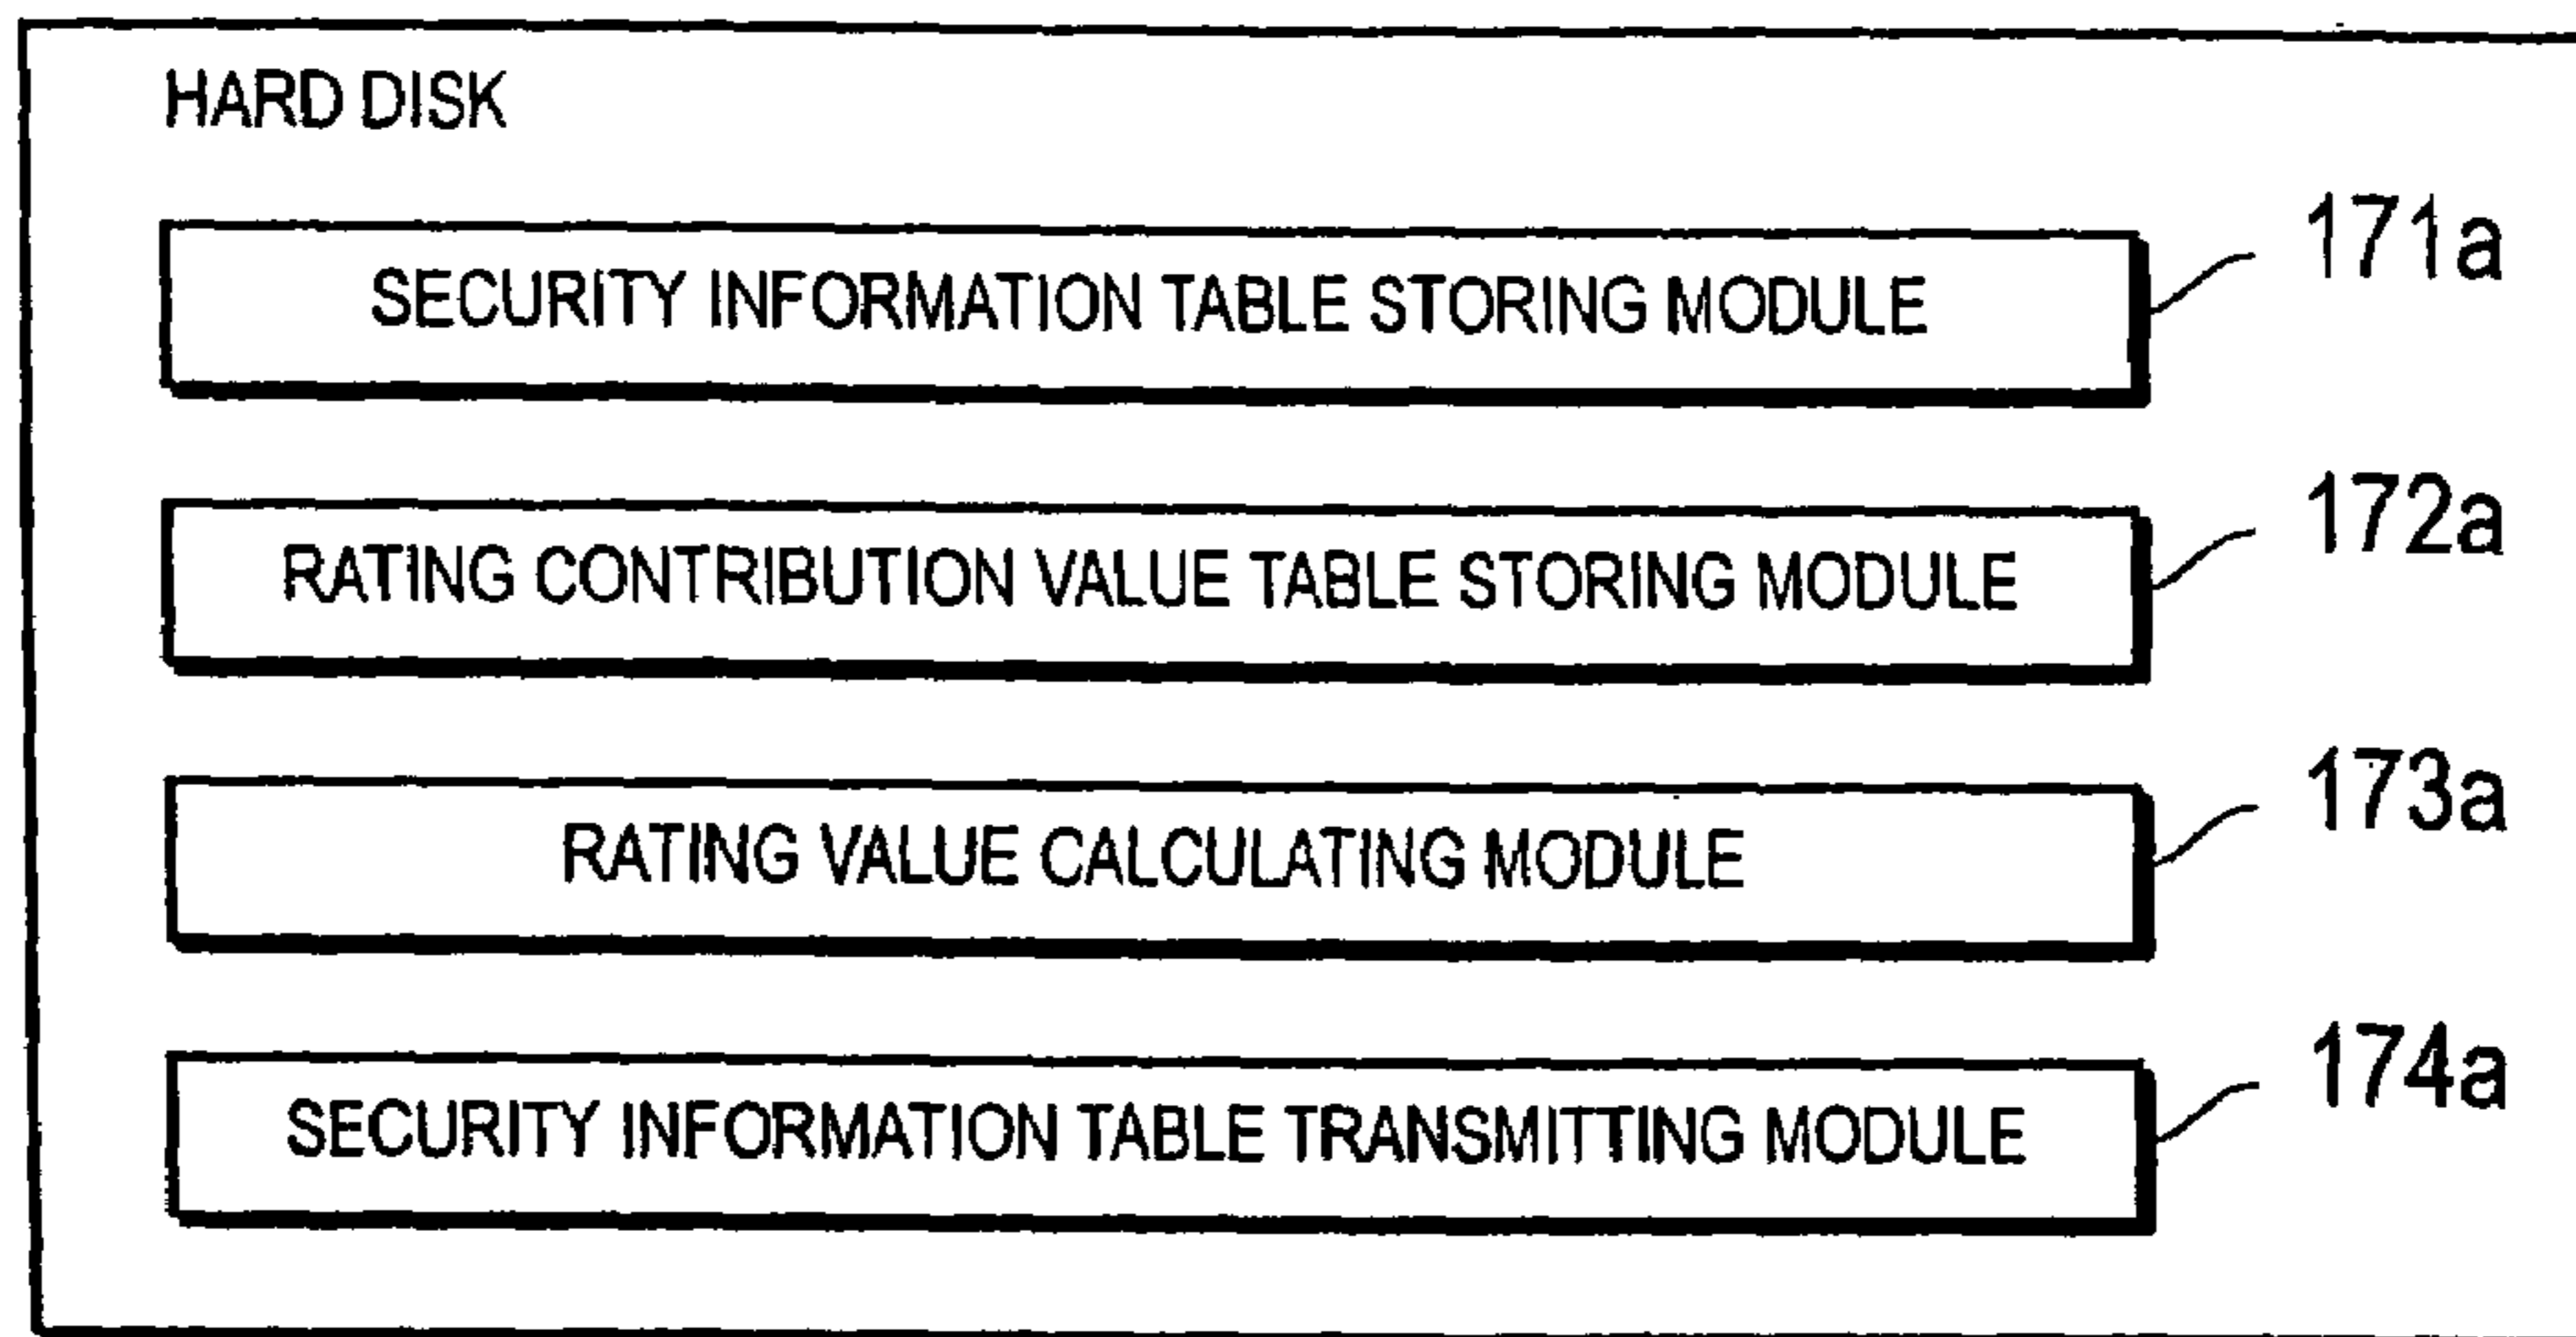 HARD DISK
SECURITY INFORMATION TABLE STORING MODULE
171a
RATING CONTRIBUTION VALUE TABLE STORING MODULE
172a
RATING VALUE CALCULATING MODULE
173a
SECURITY INFORMATION TABLE TRANSMITTING MODULE
174a